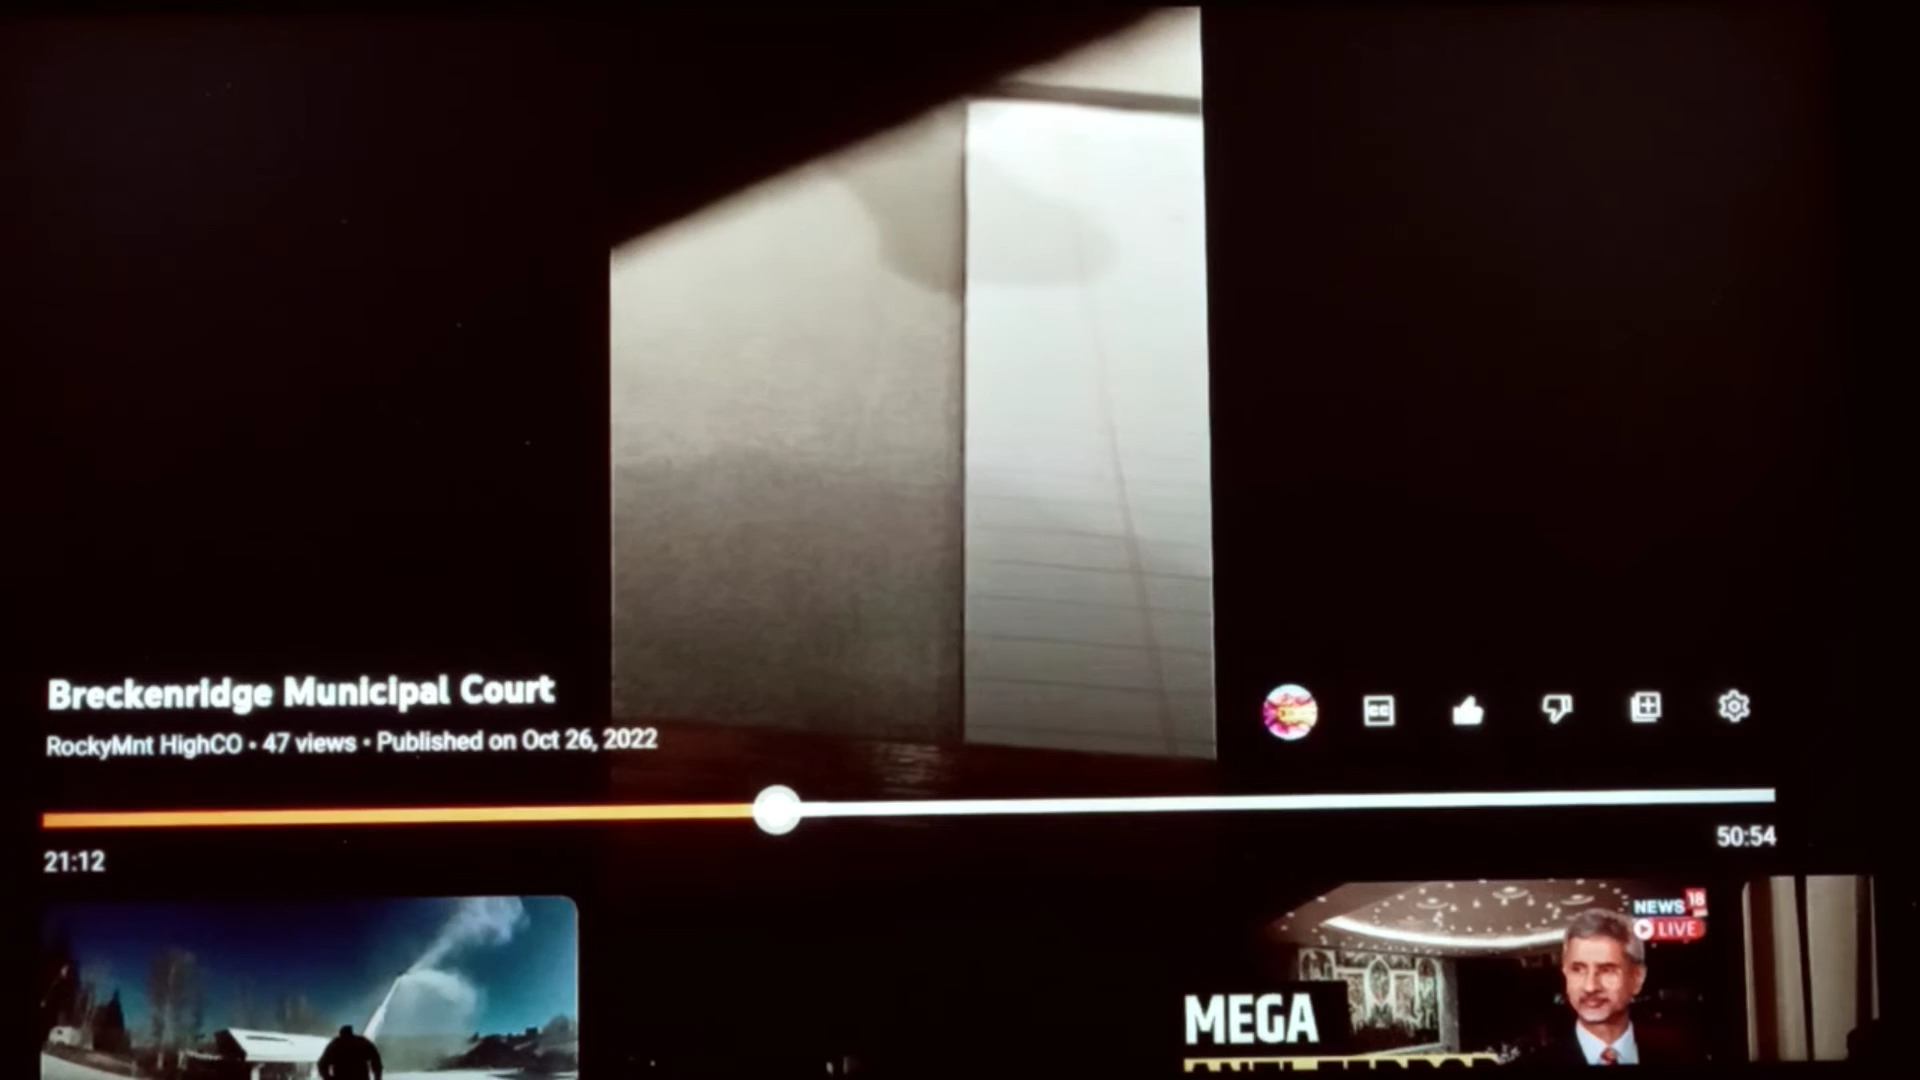 Breckenridge Municipal Court
RockyMnt HighCO • 47 views • Published on Oct 26, 2022
CC
21:12
50:54
NEWS 18
LIVE
MEGA